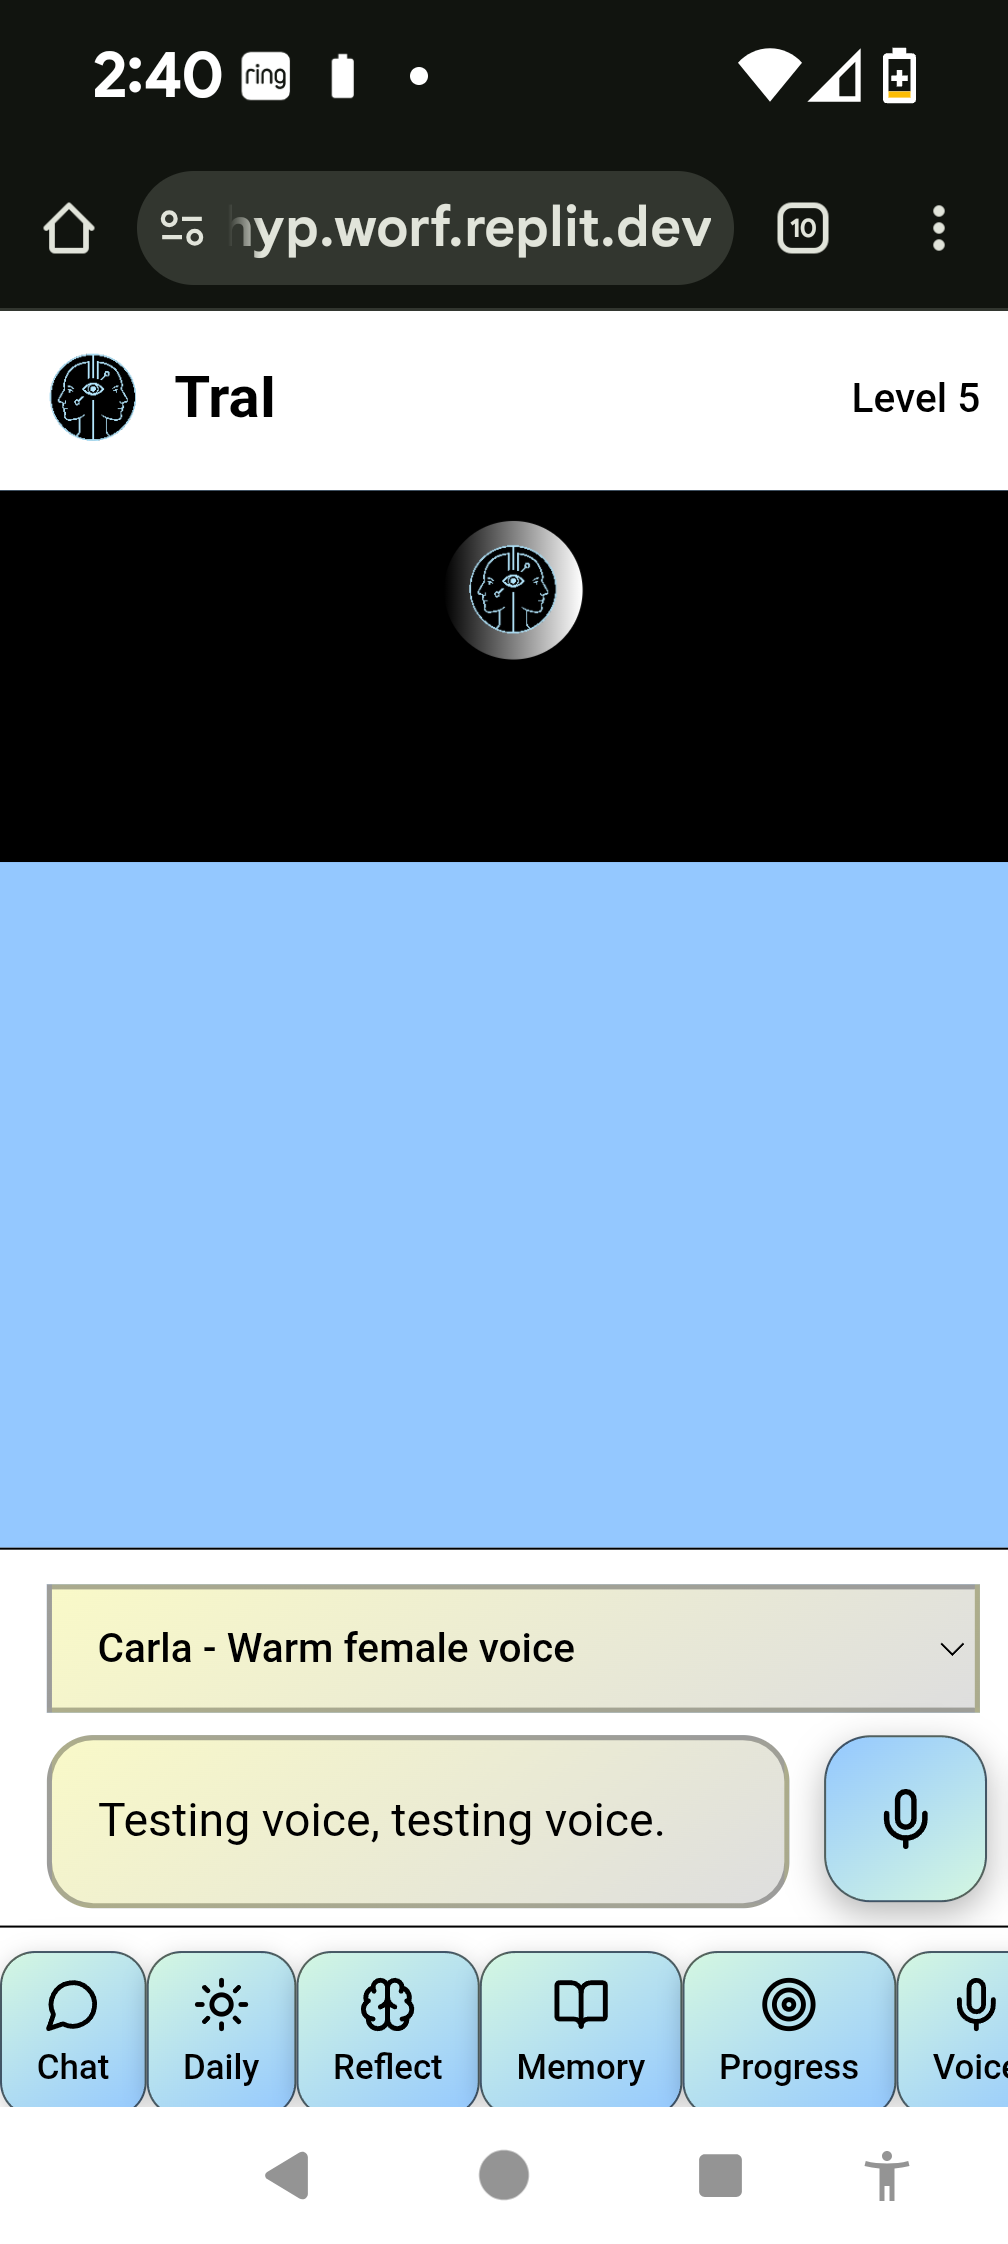 2:40 ring
hyp.worf.replit.dev 10
Tral Level 5
Carla - Warm female voice
Testing voice, testing voice.
Chat Daily Reflect Memory Progress Voice